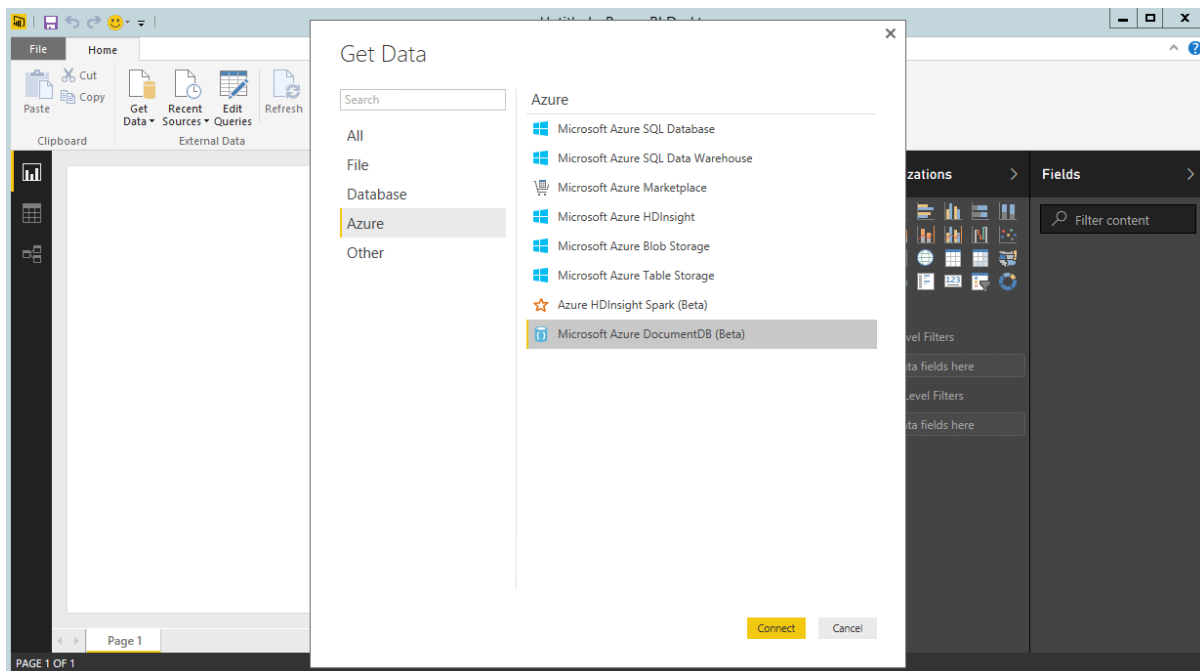 File
Home
Paste
Cut
Copy
Clipboard
Get Data
Recent Sources
Edit Queries
Refresh
External Data
Get Data
Search
All
File
Database
Azure
Other
Azure
Microsoft Azure SQL Database
Microsoft Azure SQL Data Warehouse
Microsoft Azure Marketplace
Microsoft Azure HDInsight
Microsoft Azure Blob Storage
Microsoft Azure Table Storage
Azure HDInsight Spark (Beta)
Microsoft Azure DocumentDB (Beta)
Connect
Cancel
zations
Fields
Filter content
123
vel Filters
ta fields here
Level Filters
ta fields here
Page 1
PAGE 1 OF 1